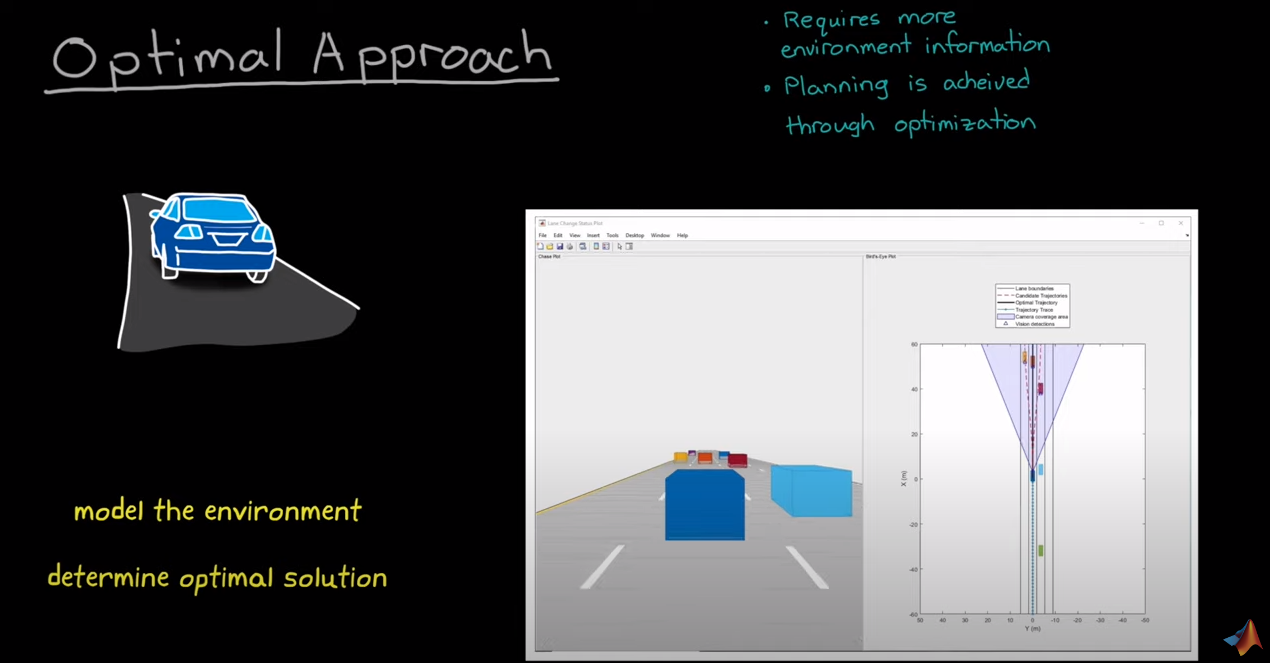 Optimal Approach
• Requires more
environment information
• Planning is acheived
through optimization
model the environment
determine optimal solution
Lane Change Status Plot
File Edit View Insert Tools Desktop Window Help
Chase Plot
Bird's-Eye Plot
Lane boundaries
Candidate Trajectories
Optimal Trajectory
Trajectory Trace
Camera coverage area
Vision detections
60
40
20
0
-20
-40
-60
X (m)
50 40 30 20 10 0 -10 -20 -30 -40 -50
Y (m)